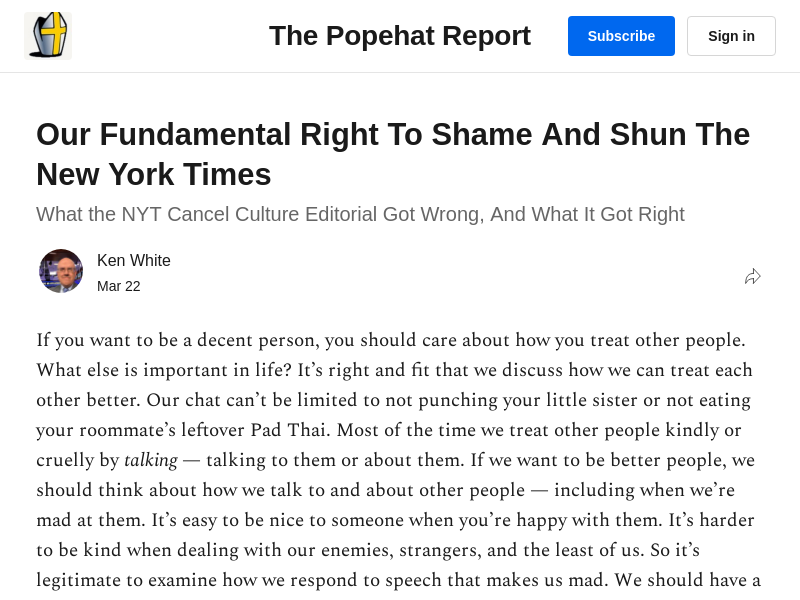 The Popehat Report
Subscribe
Sign in
Our Fundamental Right To Shame And Shun The
New York Times
What the NYT Cancel Culture Editorial Got Wrong, And What It Got Right
Ken White
Mar 22
If you want to be a decent person, you should care about how you treat other people.
What else is important in life? It’s right and fit that we discuss how we can treat each
other better. Our chat can’t be limited to not punching your little sister or not eating
your roommate’s leftover Pad Thai. Most of the time we treat other people kindly or
cruelly by talking — talking to them or about them. If we want to be better people, we
should think about how we talk to and about other people — including when we’re
mad at them. It’s easy to be nice to someone when you’re happy with them. It’s harder
to be kind when dealing with our enemies, strangers, and the least of us. So it’s
legitimate to examine how we respond to speech that makes us mad. We should have a